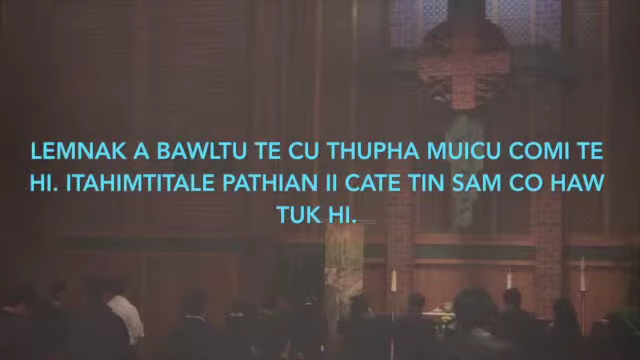 LEMNAK A BAWLTU TE CU THUPHA MUICU COMI TE
HI. ITAHIMTITALE PATHIAN II CATE TIN SAM CO HAW
TUK HI.